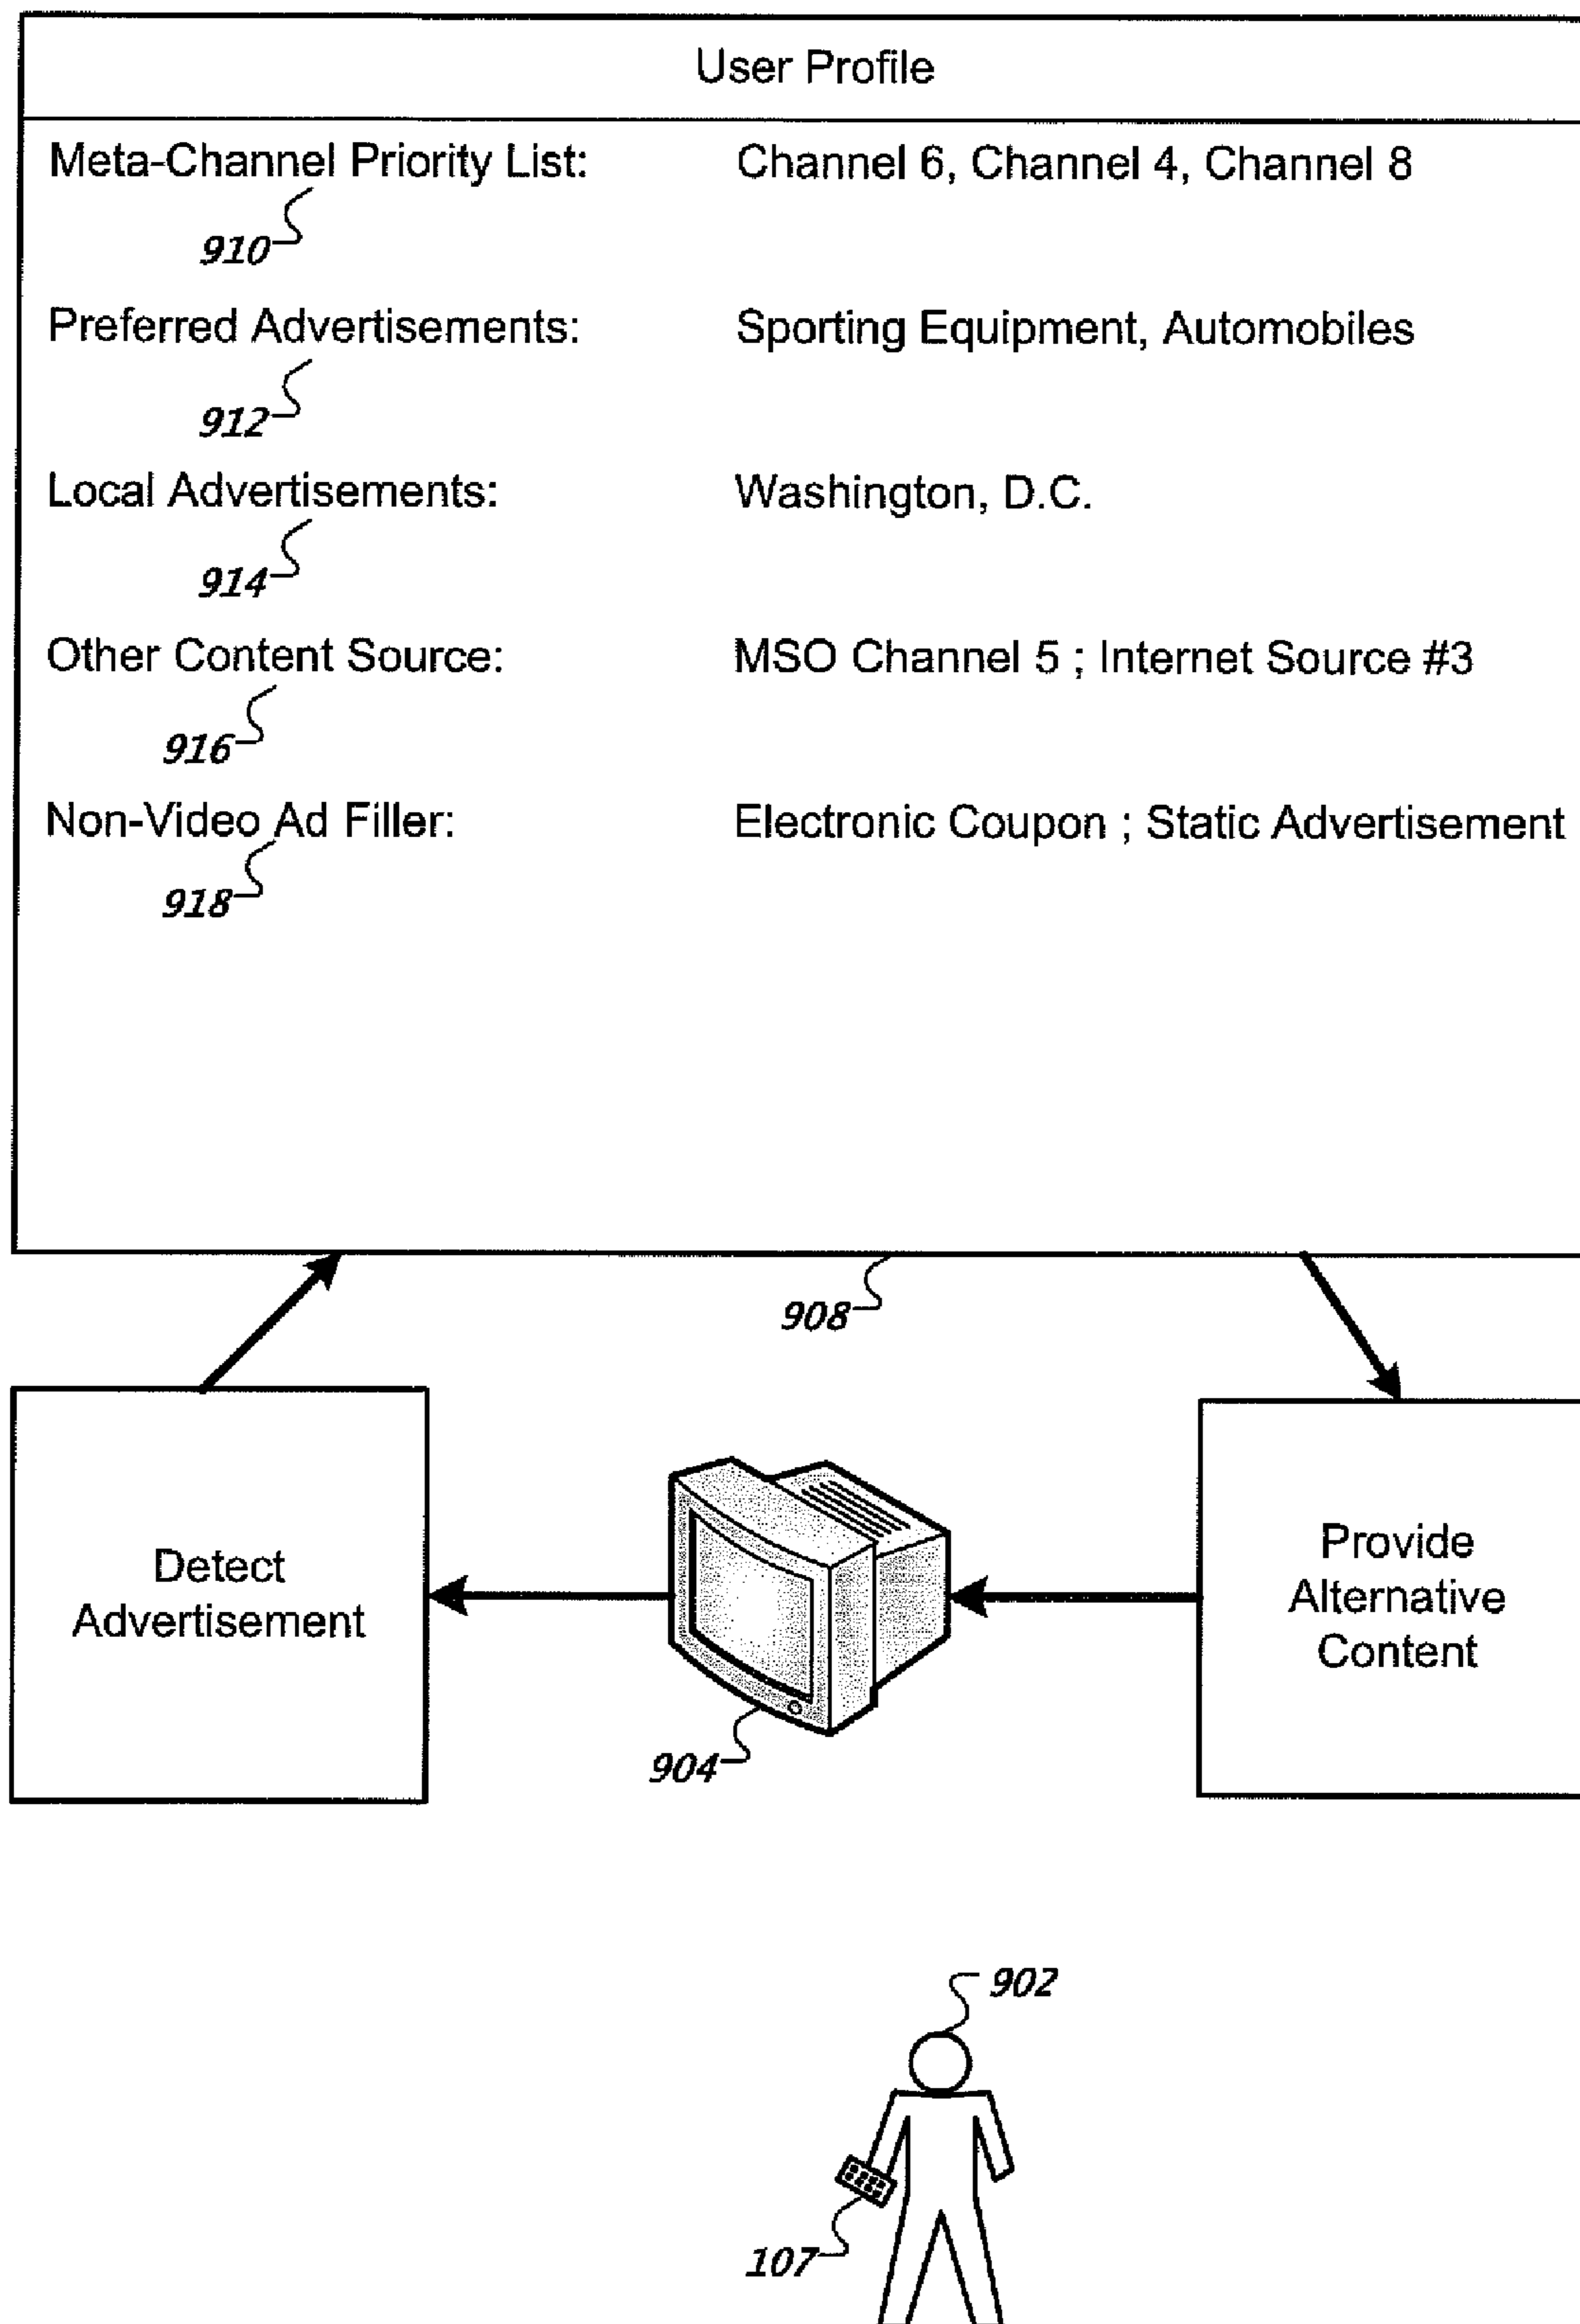 User Profile
Meta-Channel Priority List: Channel 6, Channel 4, Channel 8
910
Preferred Advertisements: Sporting Equipment, Automobiles
912
Local Advertisements: Washington, D.C.
914
Other Content Source: MSO Channel 5 ; Internet Source #3
916
Non-Video Ad Filler: Electronic Coupon ; Static Advertisement
918
908
Detect
Advertisement
904
Provide
Alternative
Content
902
107